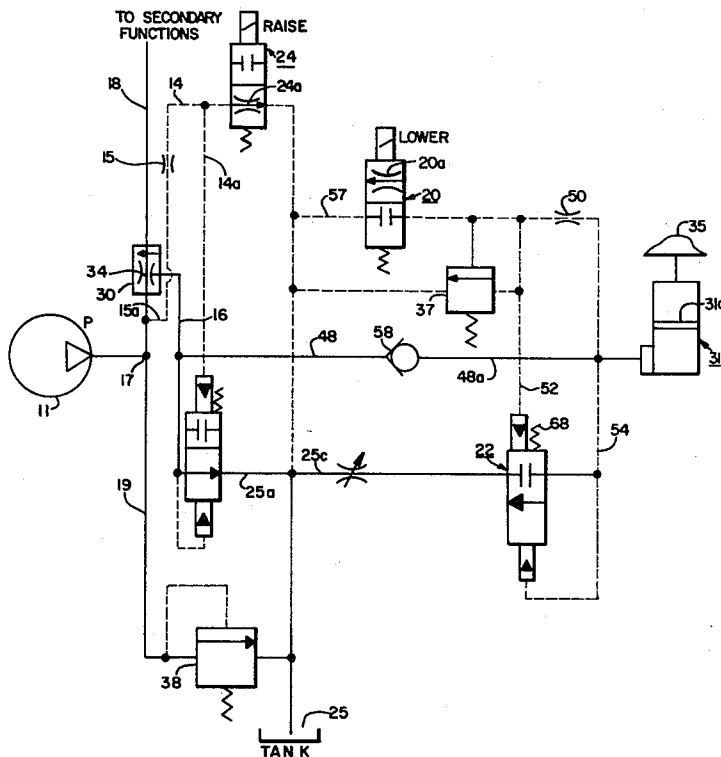 TO SECONDARY
FUNCTIONS
RAISE
24
24a
18
14
15
14a
LOWER
20a
20
57
50
35
34
30
15a
16
37
31a
31
P
17
11
48
58
48a
52
68
54
22
25c
25a
19
38
25
TANK